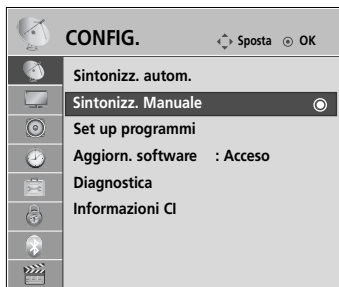 CONFIG. Sposta OK
Sintonizz. autom.
Sintonizz. Manuale
Set up programmi
Aggiorn. software : Acceso
Diagnostica
Informazioni CI